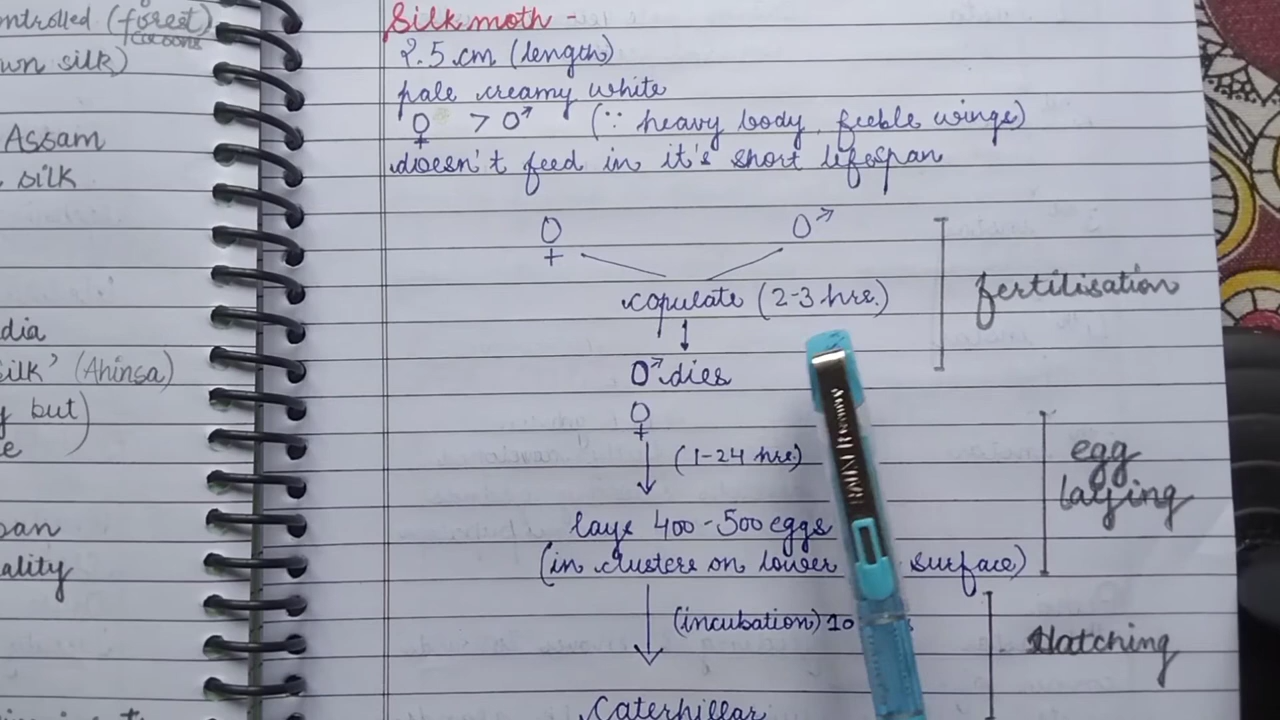 ntrolled (forest)
cocoons
wn silk)
Assam
silk
dia
silk' (Ahinsa)
y but)
e
pan
ality
Silk moth -
2.5 cm (length)
pale creamy white
♀ > ♂ (∵ heavy body, feeble wings)
doesn't feed in it's short lifespan
♀ ♂
copulate (2-3 hrs.)
fertilisation
♂ dies
♀
(1-24 hrs)
egg
laying
lays 400-500 eggs
(in clusters on lower surface)
(incubation) 10
Hatching
Caterpillar